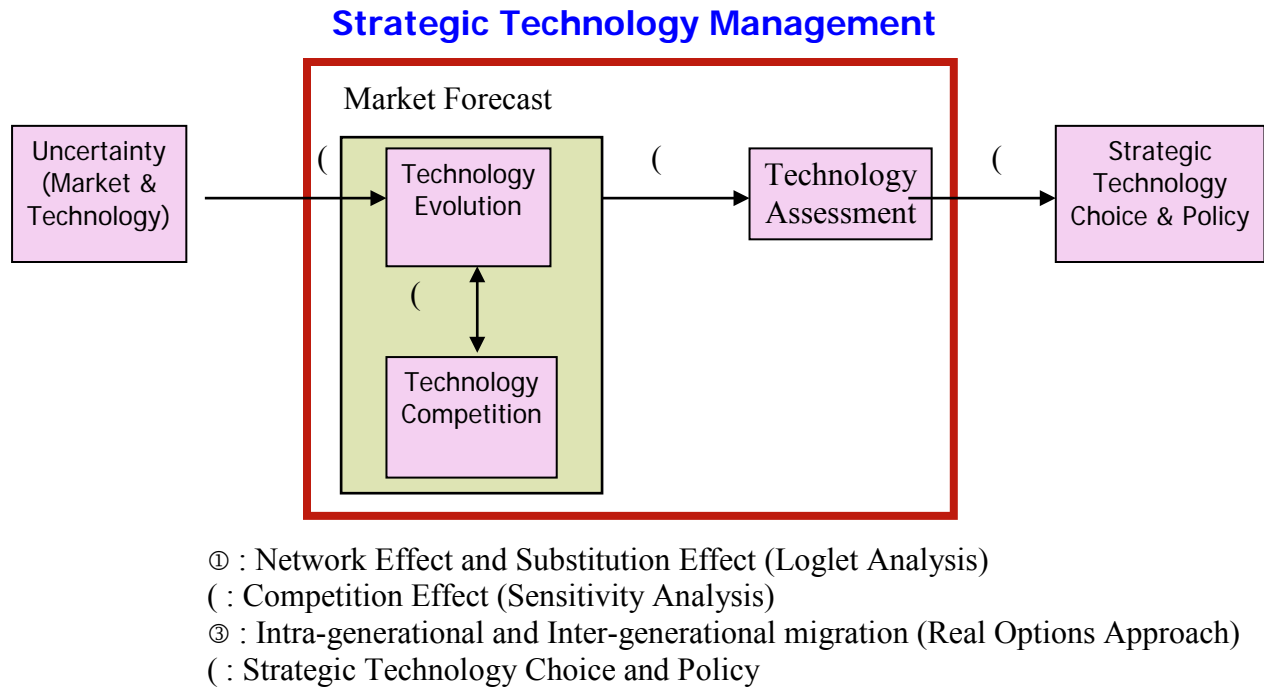 Strategic Technology Management
Market Forecast
Uncertainty
(Market &
Technology)
(
Technology
Evolution
(
Technology
Competition
(
Technology
Assessment
(
Strategic
Technology
Choice & Policy
① : Network Effect and Substitution Effect (Loglet Analysis)
( : Competition Effect (Sensitivity Analysis)
③ : Intra-generational and Inter-generational migration (Real Options Approach)
( : Strategic Technology Choice and Policy